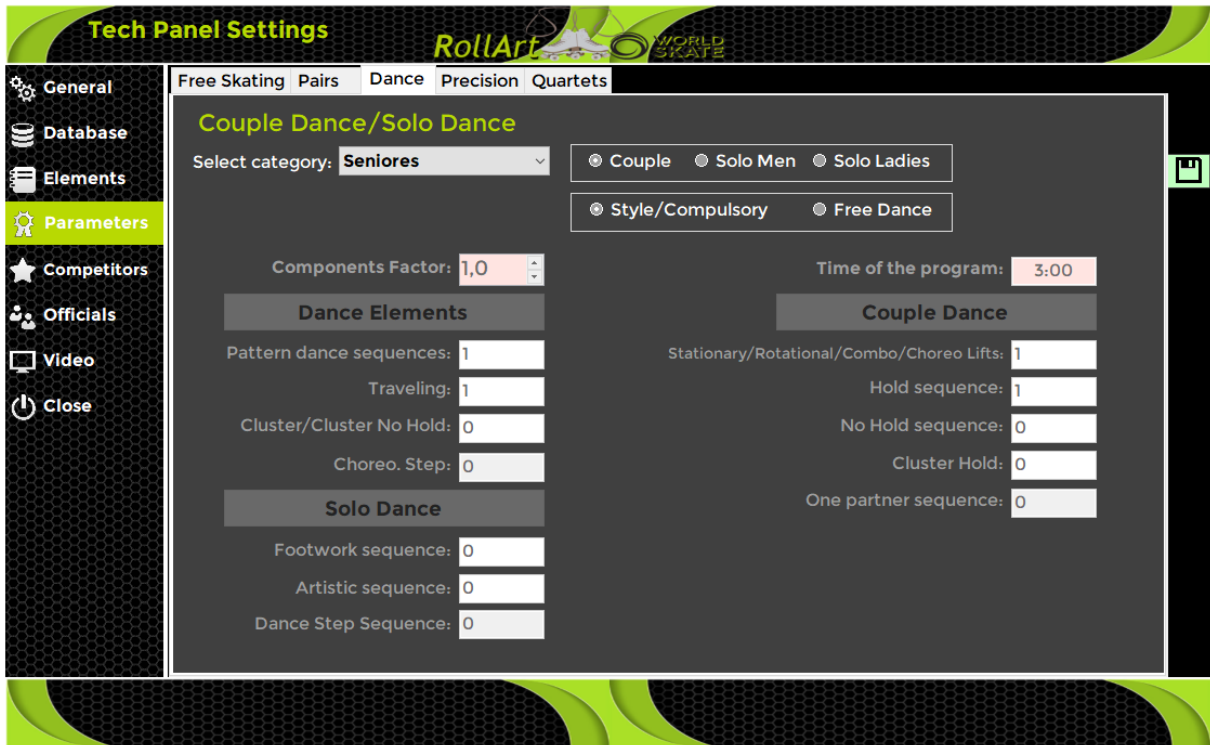 Tech Panel Settings
RollArt
WORLD
SKATE
General
Database
Elements
Parameters
Competitors
Officials
Video
Close
Free Skating Pairs Dance Precision Quartets
Couple Dance/Solo Dance
Select category: Seniores
Couple Solo Men Solo Ladies
Style/Compulsory Free Dance
Components Factor: 1,0
Time of the program: 3:00
Dance Elements
Pattern dance sequences: 1
Traveling: 1
Cluster/Cluster No Hold: 0
Choreo. Step: 0
Solo Dance
Footwork sequence: 0
Artistic sequence: 0
Dance Step Sequence: 0
Couple Dance
Stationary/Rotational/Combo/Choreo Lifts: 1
Hold sequence: 1
No Hold sequence: 0
Cluster Hold: 0
One partner sequence: 0